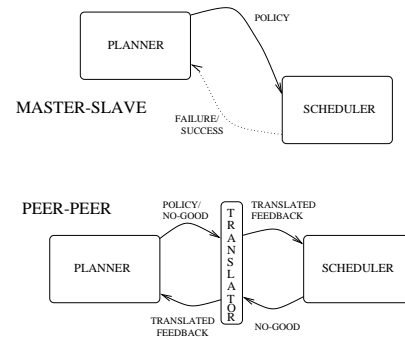 POLICY
PLANNER
SCHEDULER
MASTER-SLAVE
FAILURE/
SUCCESS
PEER-PEER
POLICY/
NO-GOOD
TRANSLATED
FEEDBACK
TRANSLATOR
PLANNER
SCHEDULER
TRANSLATED
FEEDBACK
NO-GOOD